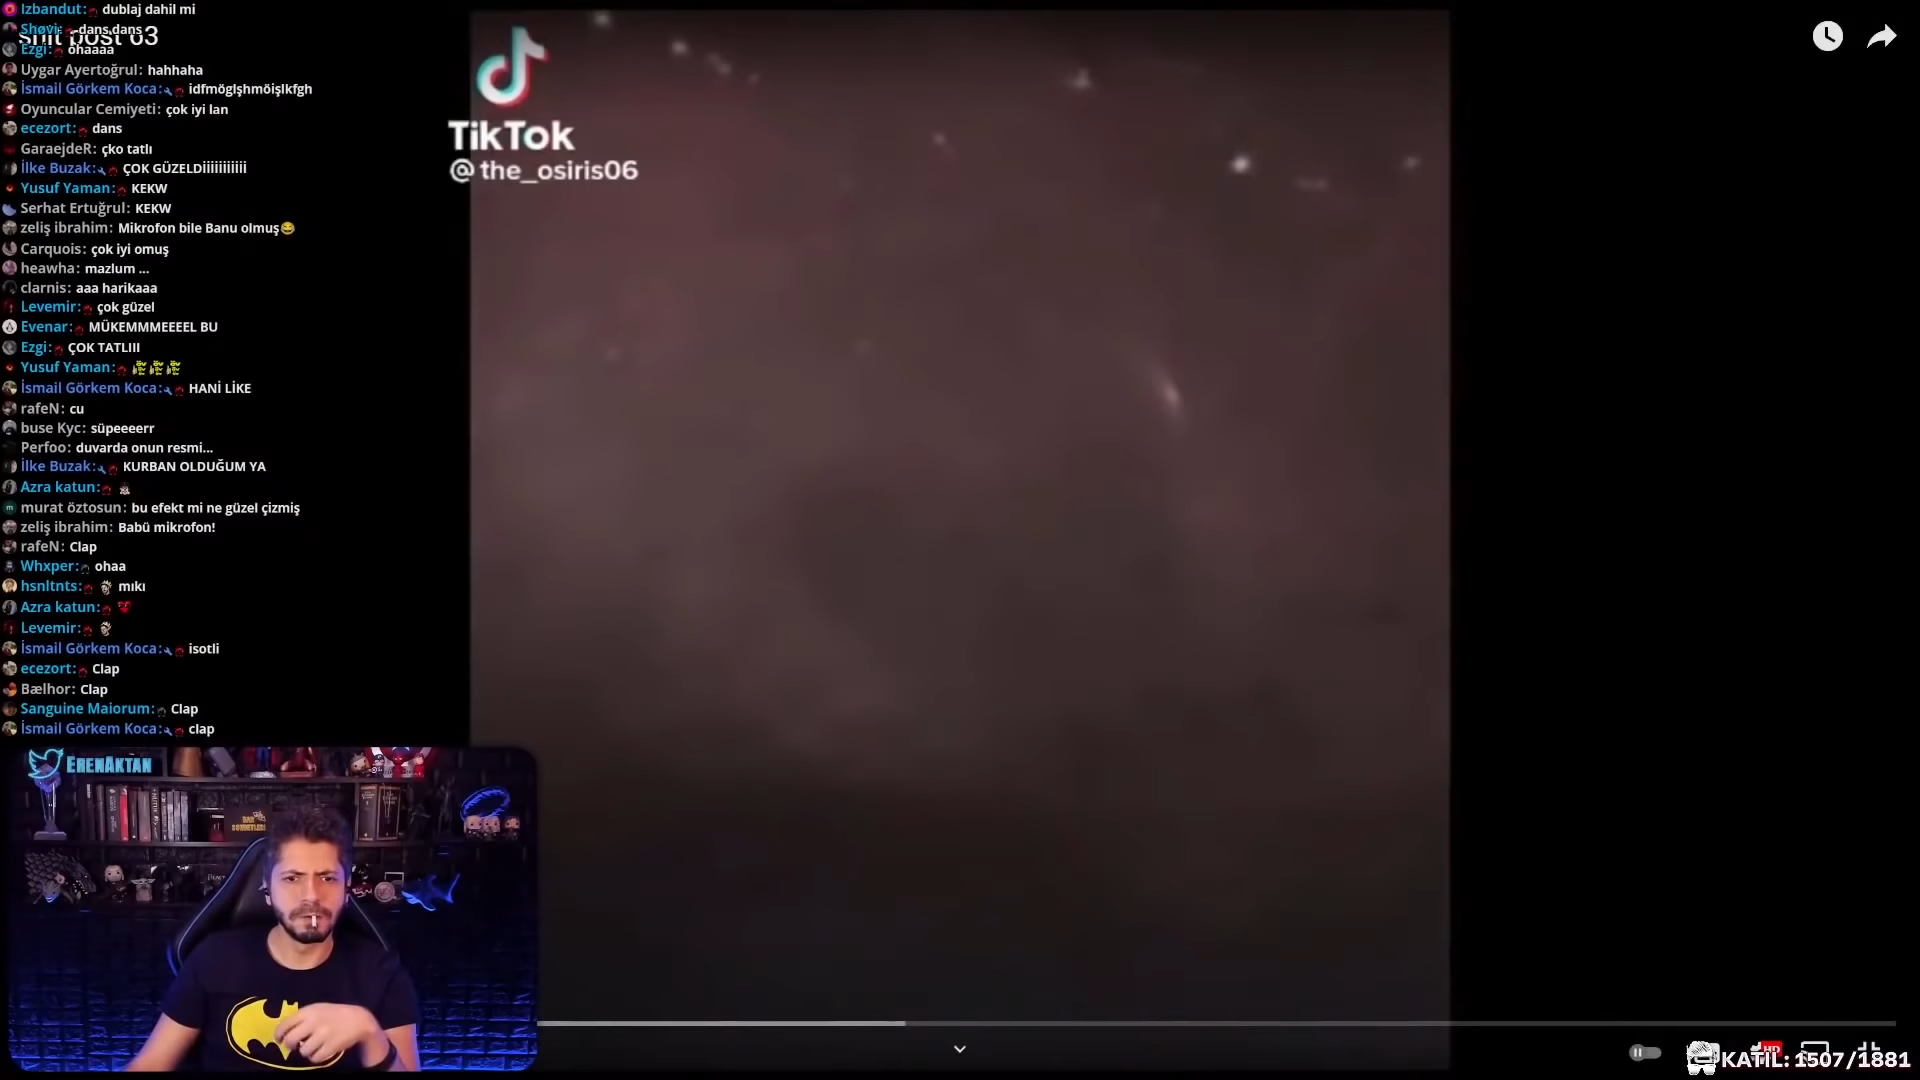 İzbandut: dublaj dahil mi
Shovi: dans dans
shit post 63
Ezgi: ohaaaa
Uygar Ayertoğrul: hahhaha
İsmail Görkem Koca: idfmöglşhmöişlkfgh
Oyuncular Cemiyeti: çok iyi lan
ecezort: dans
GaraejdeR: çko tatlı
İlke Buzak: ÇOK GÜZELDiiiiiiiiiii
Yusuf Yaman: KEKW
Serhat Ertuğrul: KEKW
zeliş ibrahim: Mikrofon bile Banu olmuş😂
Carquois: çok iyi omuş
heawha: mazlum ...
clarnis: aaa harikaaa
Levemir: çok güzel
Evenar: MÜKEMMMEEEEL BU
Ezgi: ÇOK TATLIII
Yusuf Yaman:
İsmail Görkem Koca: HANİ LİKE
rafeN: cu
buse Kyc: süpeeeerr
Perfoo: duvarda onun resmi...
İlke Buzak: KURBAN OLDUĞUM YA
Azra katun:
murat öztosun: bu efekt mi ne güzel çizmiş
zeliş ibrahim: Babü mikrofon!
rafeN: Clap
Whxper: ohaa
hsnltnts: mıkı
Azra katun:
Levemir:
İsmail Görkem Koca: isotli
ecezort: Clap
Bælhor: Clap
Sanguine Maiorum: Clap
İsmail Görkem Koca: clap
TikTok
@the_osiris06
ErenAktan
HD
KATİL: 1507/1881